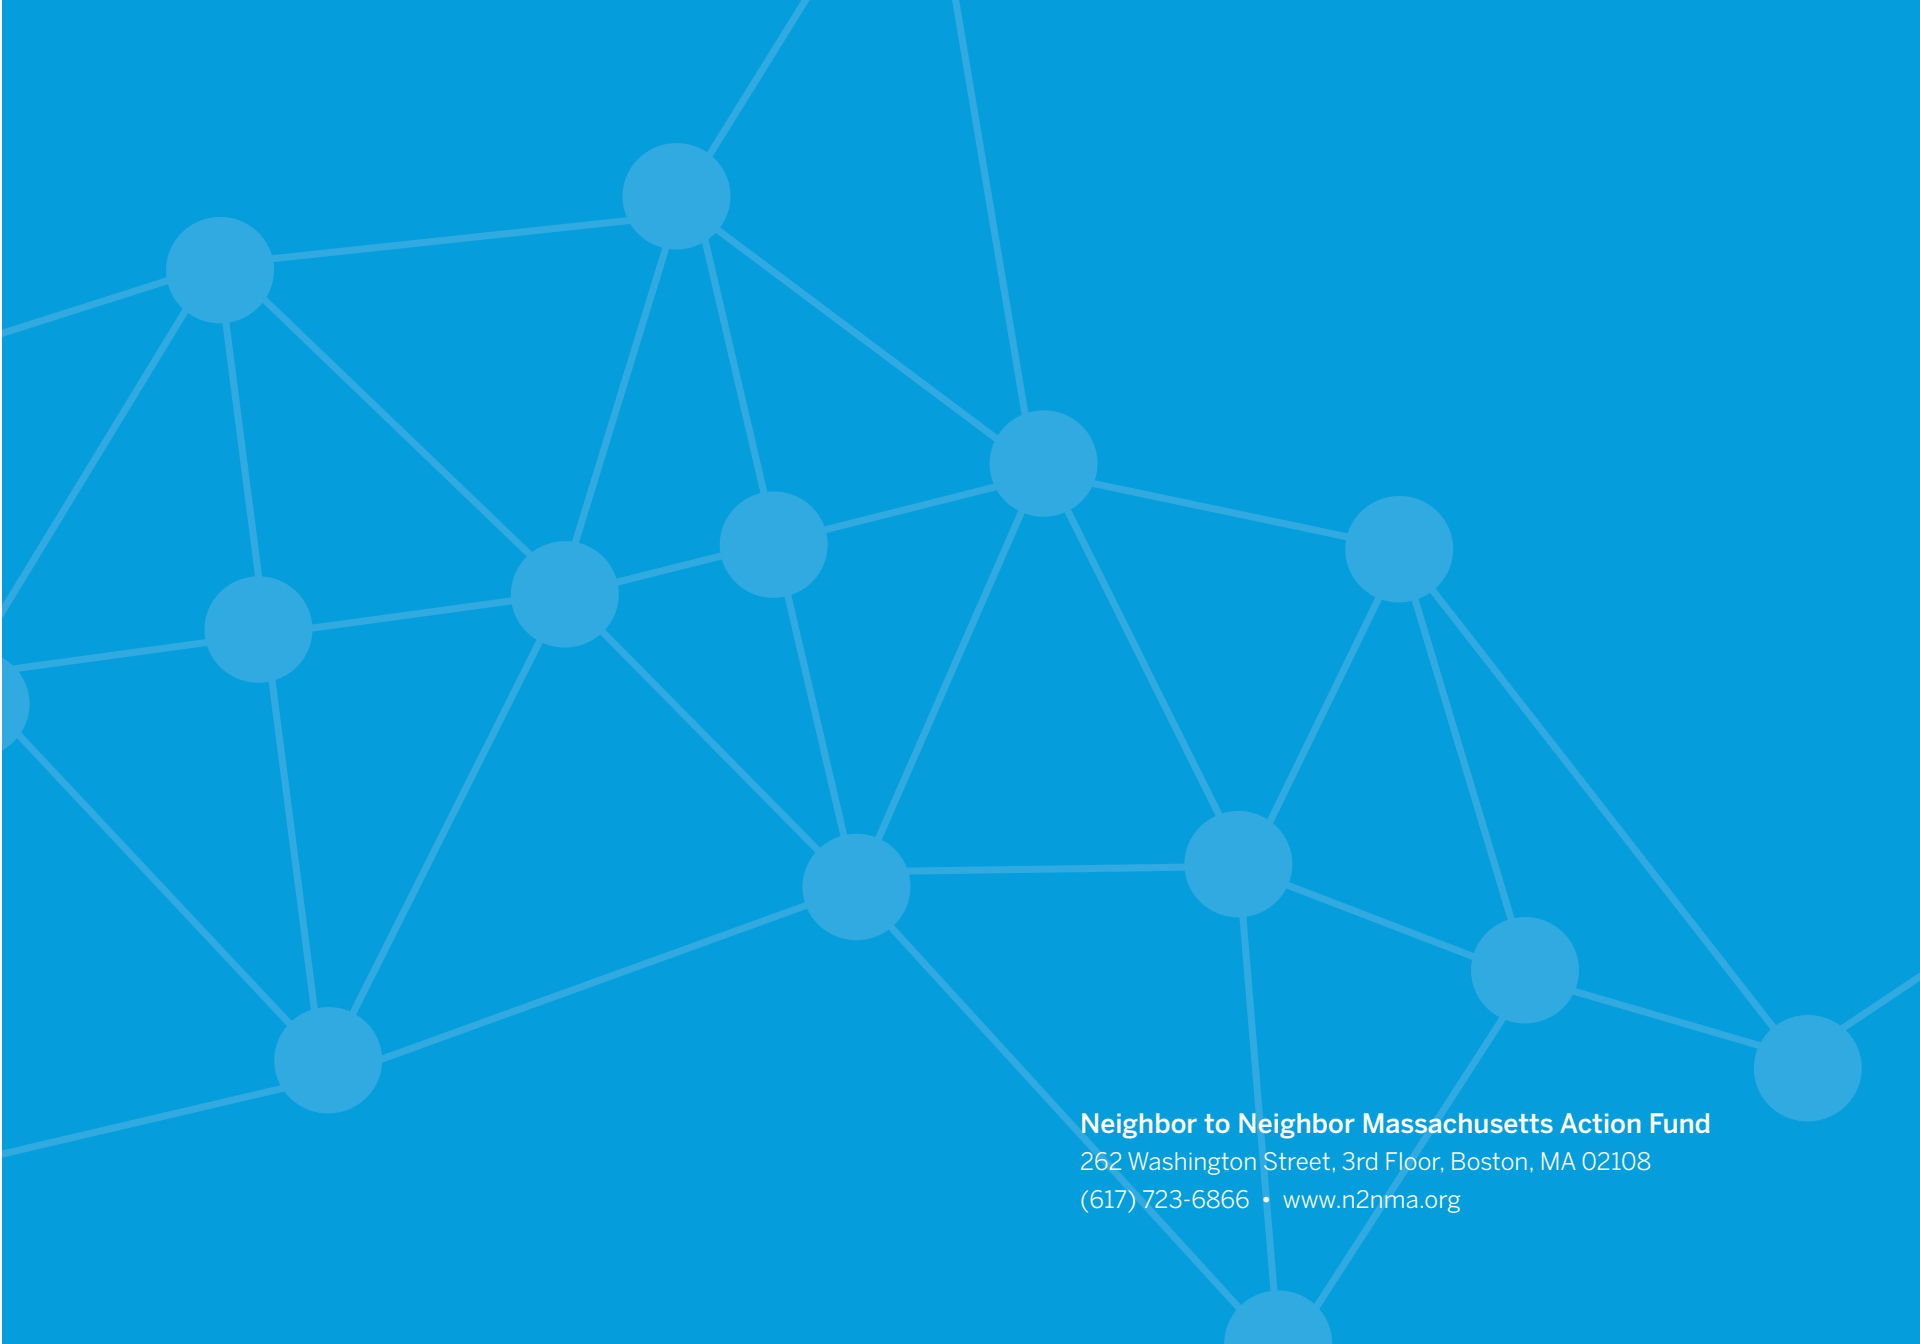 Neighbor to Neighbor Massachusetts Action Fund
262 Washington Street, 3rd Floor, Boston, MA 02108
(617) 723-6866 • www.n2nma.org